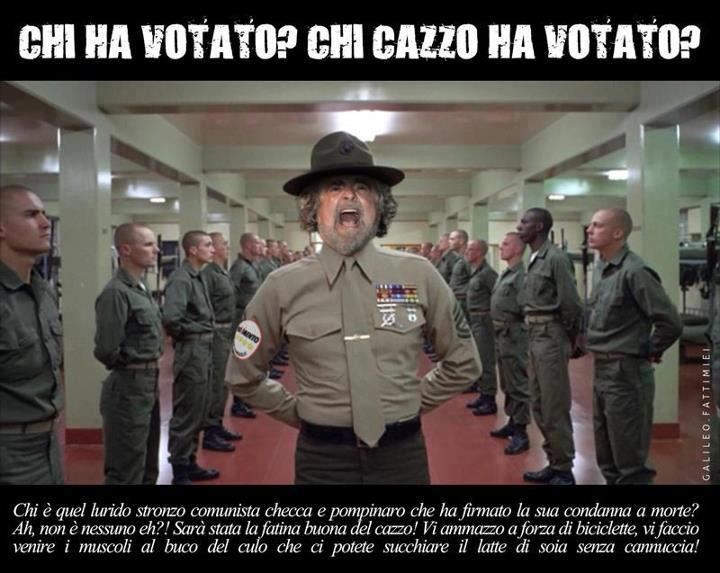 CHI HA VOTATO? CHI CAZZO HA VOTATO?
MOVIMENTO
GALILEO.FATTIMIEI
Chi è quel lurido stronzo comunista checca e pompinaro che ha firmato la sua condanna a morte?
Ah, non è nessuno eh?! Sarà stata la fatina buona del cazzo! Vi ammazzo a forza di biciclette, vi faccio
venire i muscoli al buco del culo che ci potete succhiare il latte di soia senza cannuccia!